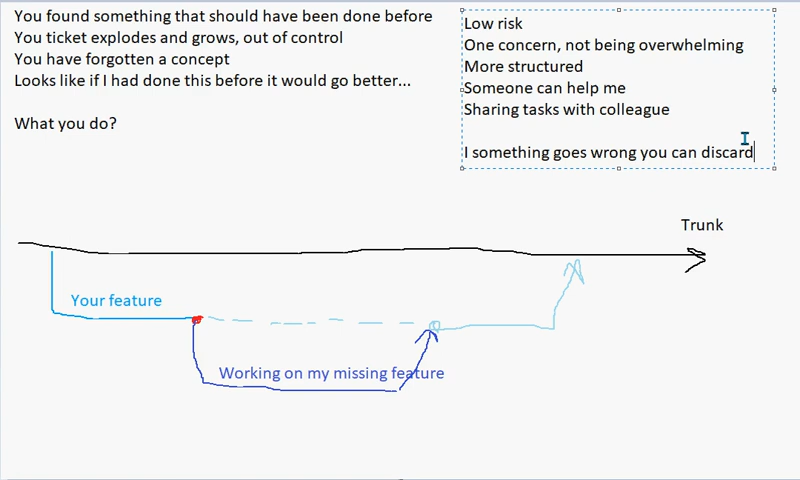 You found something that should have been done before
You ticket explodes and grows, out of control
You have forgotten a concept
Looks like if I had done this before it would go better...
What you do?
Low risk
One concern, not being overwhelming
More structured
Someone can help me
Sharing tasks with colleague
I something goes wrong you can discard
Trunk
Your feature
Working on my missing feature